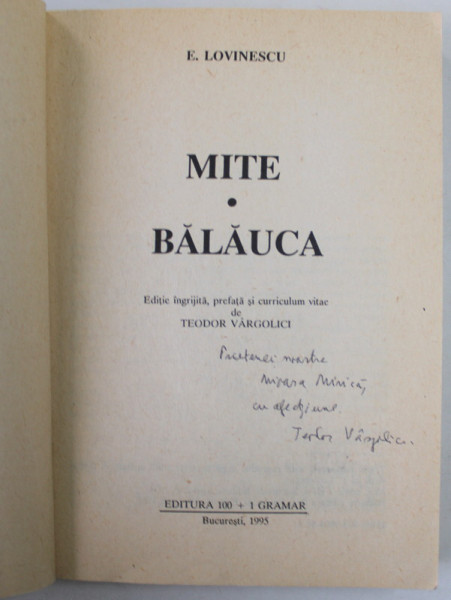 E. LOVINESCU
MITE
•
BĂLĂUCA
Ediție îngrijită, prefață și curriculum vitae
de
TEODOR VÂRGOLICI
Prietenei noastre
Mioara Minică,
cu afecțiune.
Teodor Vârgolici.
EDITURA 100 + 1 GRAMAR
București, 1995